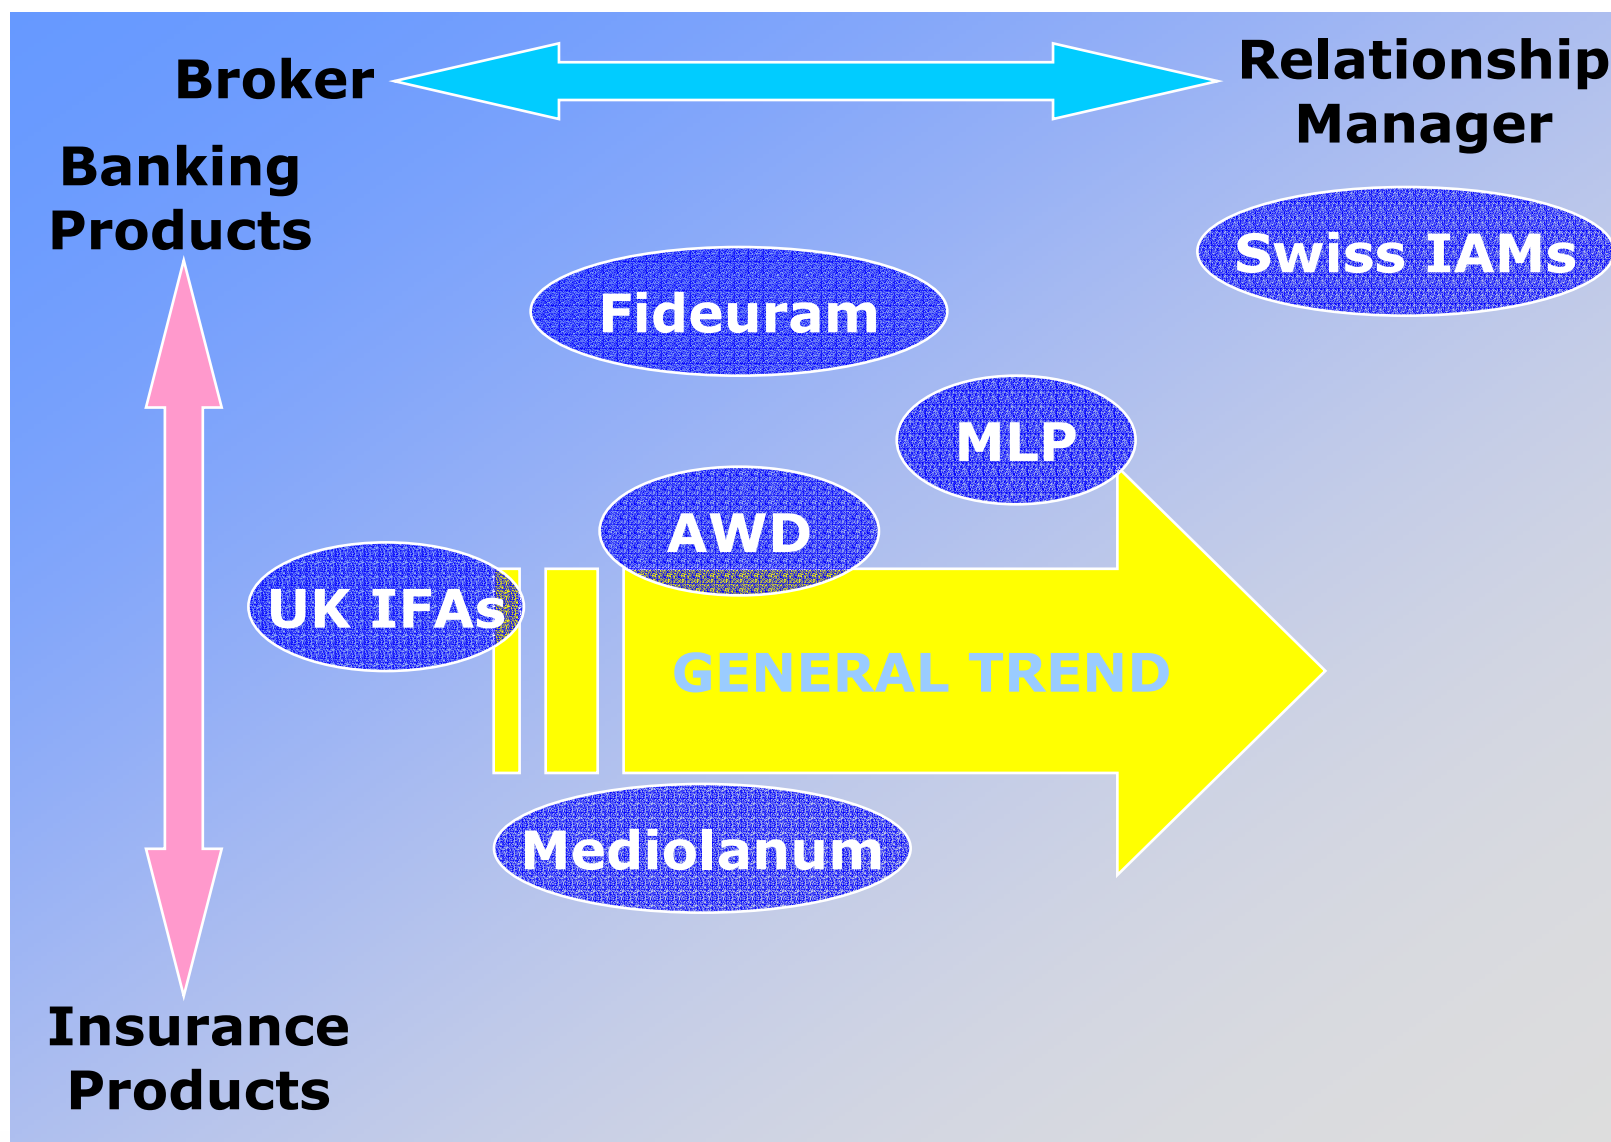 Broker
Relationship
Manager
Banking
Products
Swiss IAMs
Fideuram
MLP
AWD
UK IFAs
GENERAL TREND
Mediolanum
Insurance
Products